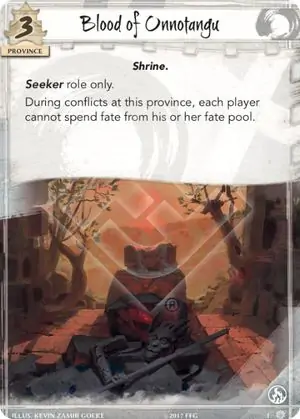 3
Blood of Onnotangu
PROVINCE
Shrine.
Seeker role only.
During conflicts at this province, each player
cannot spend fate from his or her fate pool.
®
ILLUS. KEVIN ZAMIR GOEKE
© 2017 FFG
1